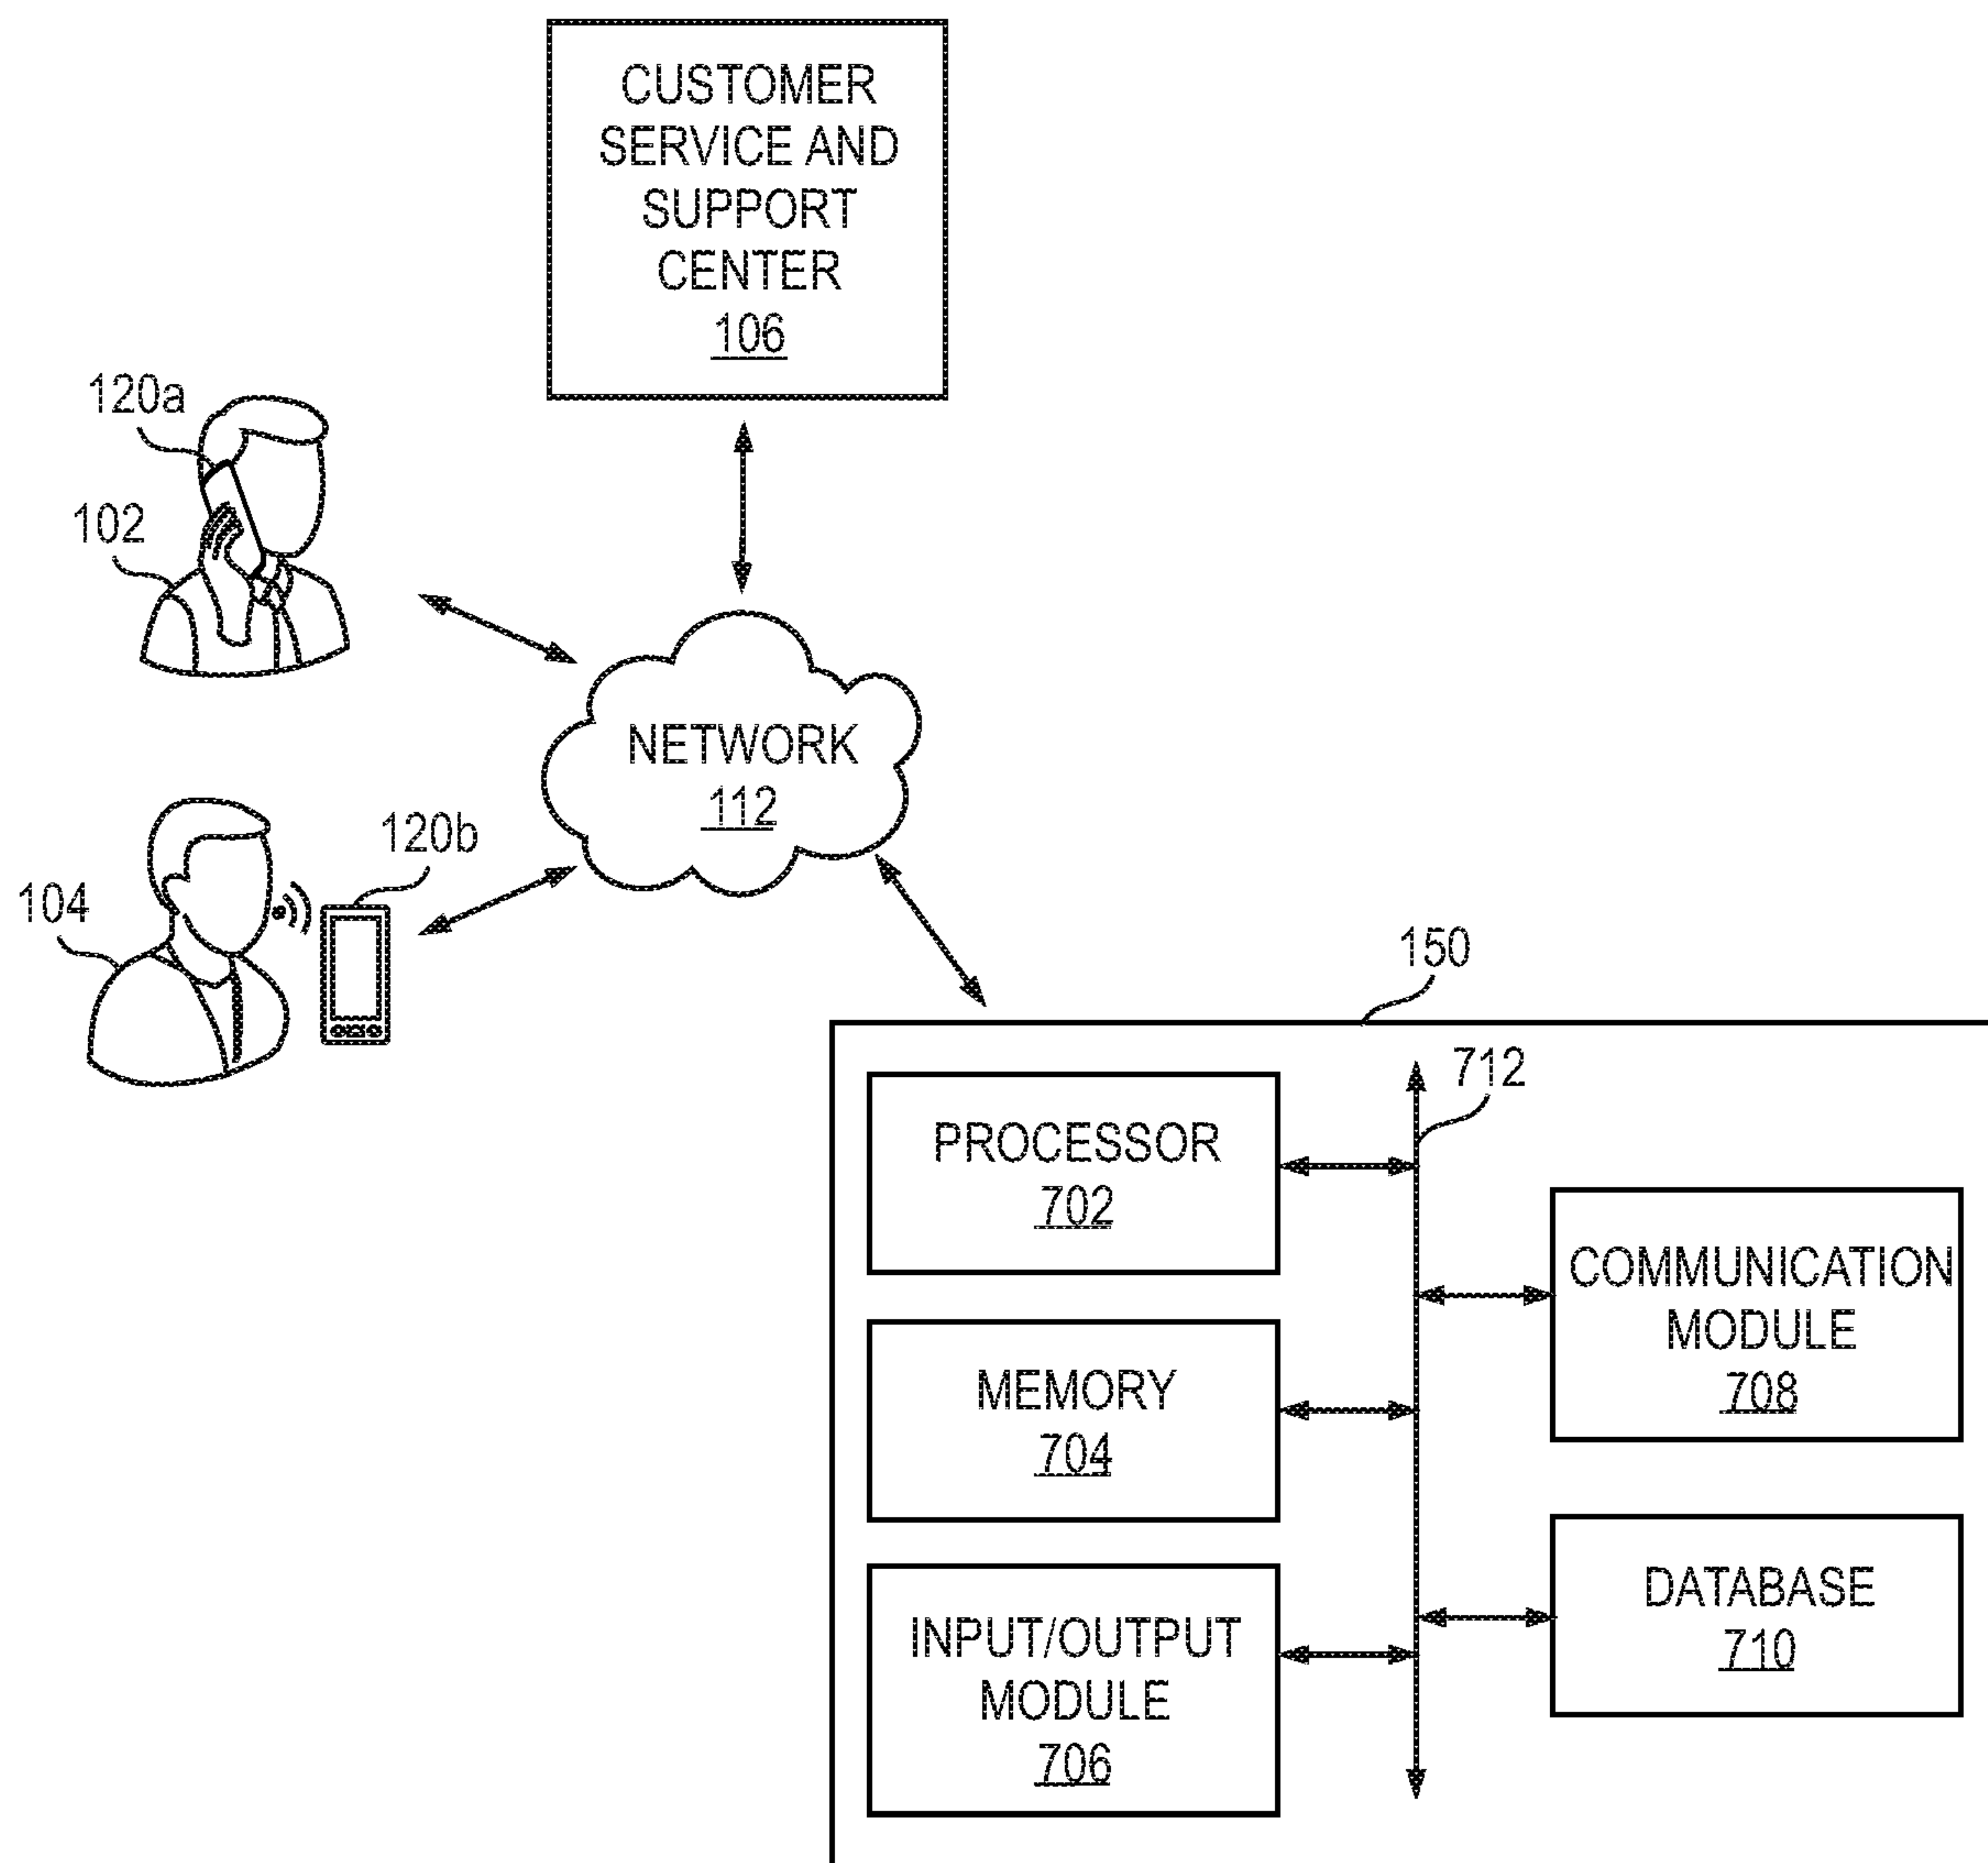 CUSTOMER
SERVICE AND
SUPPORT
CENTER
106
120a
102
NETWORK
112
120b
104
150
712
PROCESSOR
702
COMMUNICATION
MODULE
708
MEMORY
704
DATABASE
710
INPUT/OUTPUT
MODULE
706